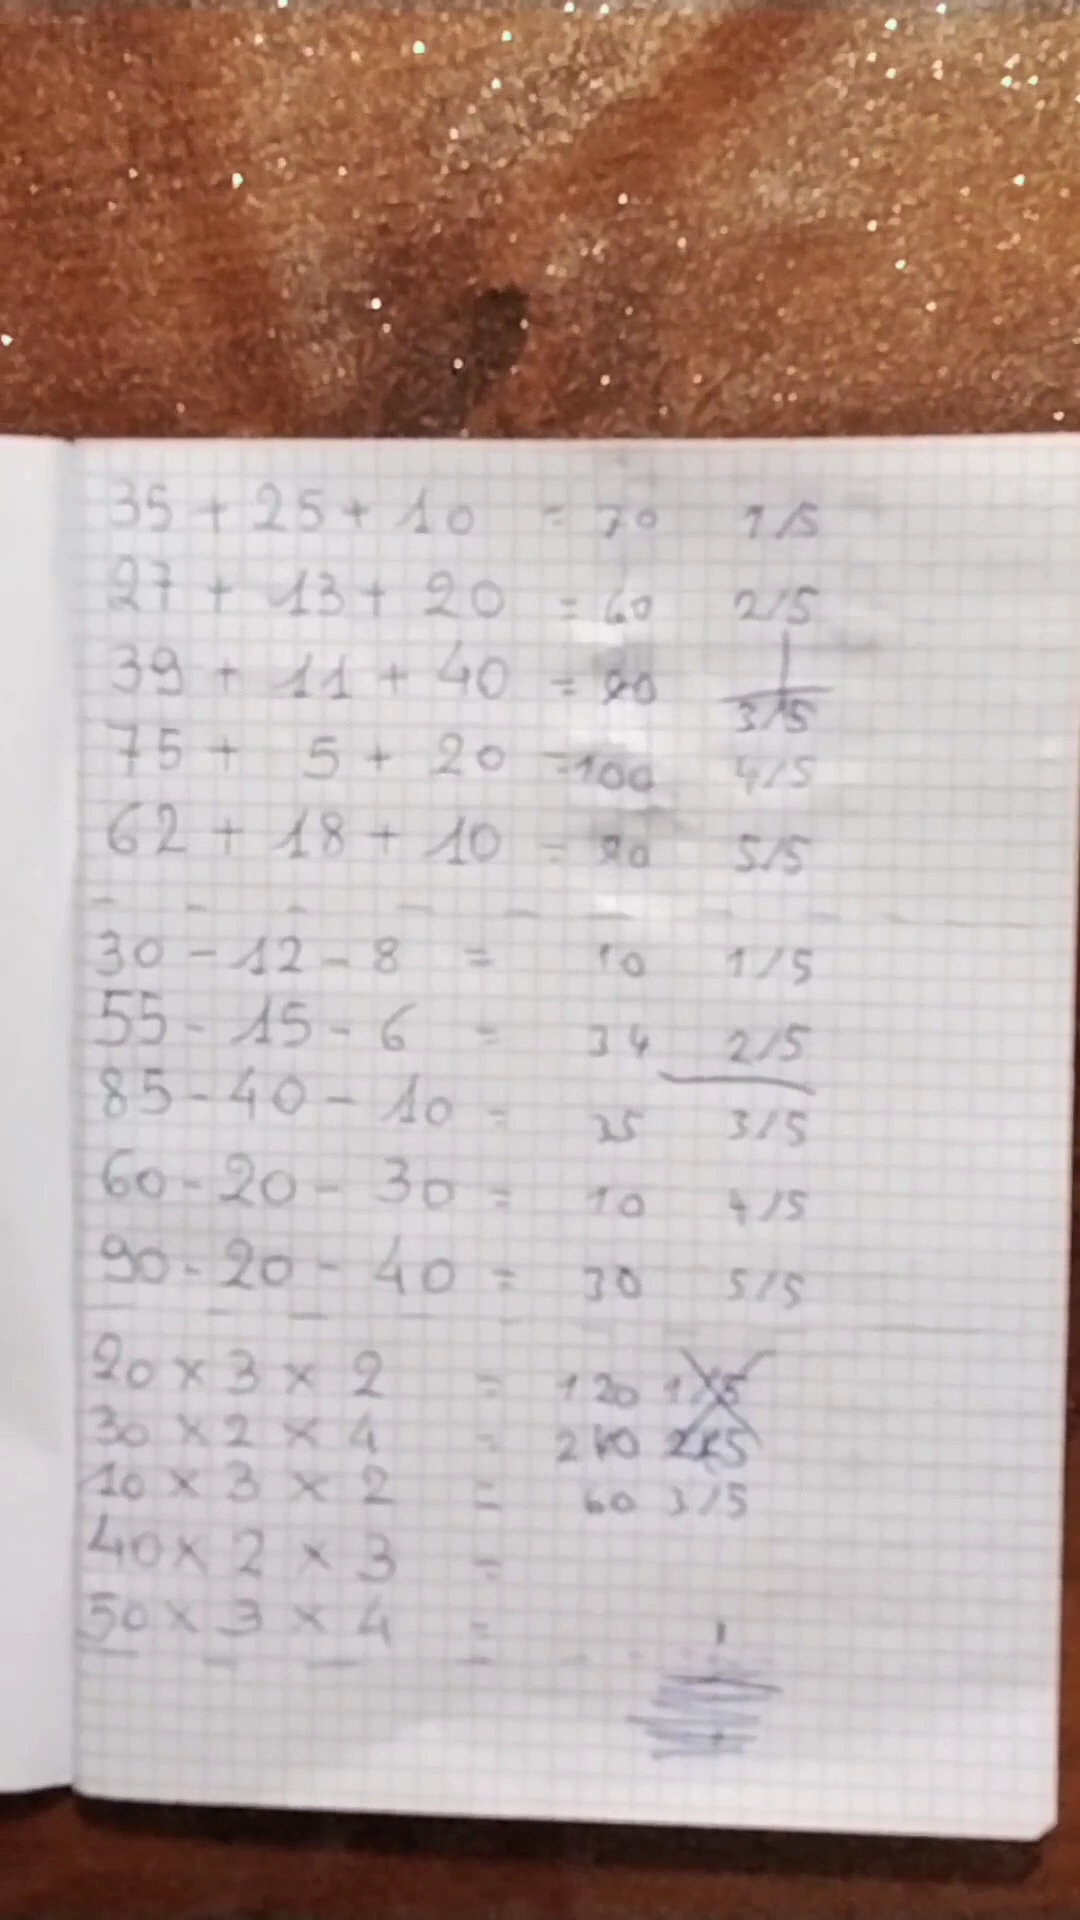 35 + 25 + 10 = 70 1/5
27 + 13 + 20 = 60 2/5
39 + 11 + 40 = 90 3/5
75 + 5 + 20 = 100 4/5
62 + 18 + 10 = 90 5/5
30 - 12 - 8 = 10 1/5
55 - 15 - 6 = 34 2/5
85 - 40 - 10 = 35 3/5
60 - 20 - 30 = 10 4/5
90 - 20 - 40 = 30 5/5
20 × 3 × 2 = 120 1/5
30 × 2 × 4 = 240 2/5
10 × 3 × 2 = 60 3/5
40 × 2 × 3 =
50 × 3 × 4 =